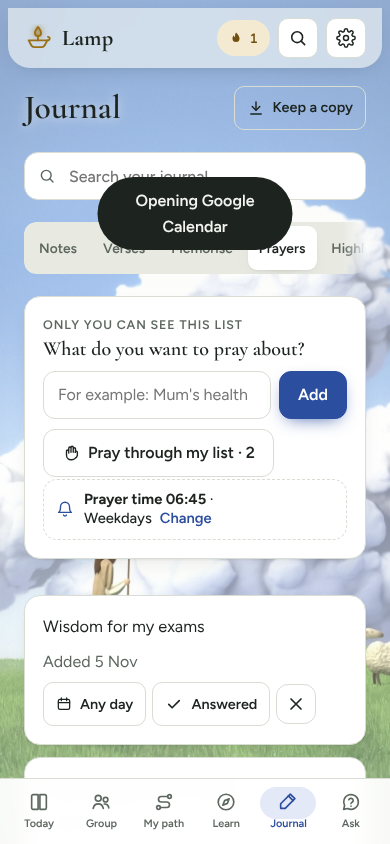 Lamp
1
Journal
Keep a copy
Search your journal
Opening Google
Calendar
Notes
Verses
Memorise
Prayers
Highl
ONLY YOU CAN SEE THIS LIST
What do you want to pray about?
For example: Mum's health
Add
Pray through my list · 2
Prayer time 06:45 ·
Weekdays Change
Wisdom for my exams
Added 5 Nov
Any day
Answered
Today
Group
My path
Learn
Journal
Ask